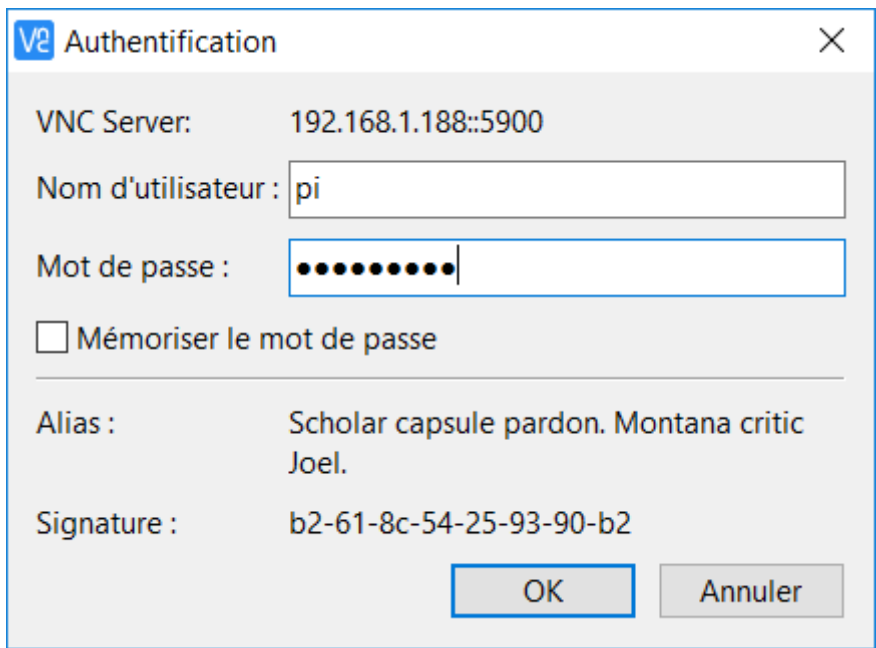 V2 Authentification
VNC Server: 192.168.1.188::5900
Nom d'utilisateur : pi
Mot de passe : •••••••••
Mémoriser le mot de passe
Alias : Scholar capsule pardon. Montana critic
Joel.
Signature : b2-61-8c-54-25-93-90-b2
OK Annuler